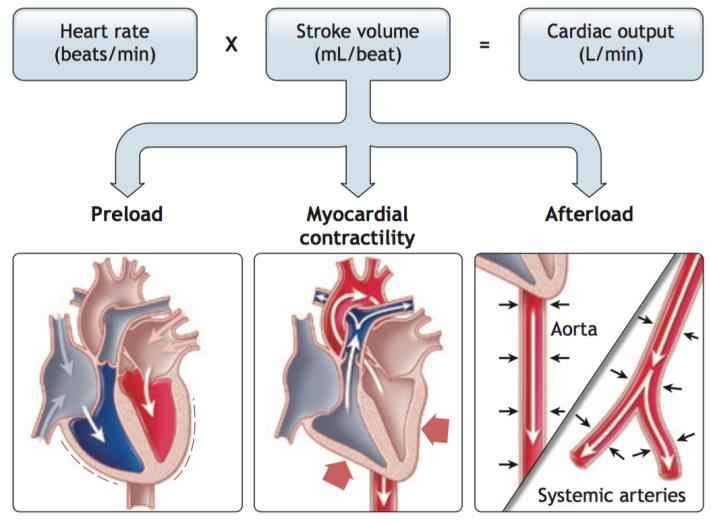 Heart rate
(beats/min)
X
Stroke volume
(mL/beat)
=
Cardiac output
(L/min)
Preload
Myocardial
contractility
Afterload
Aorta
Systemic arteries